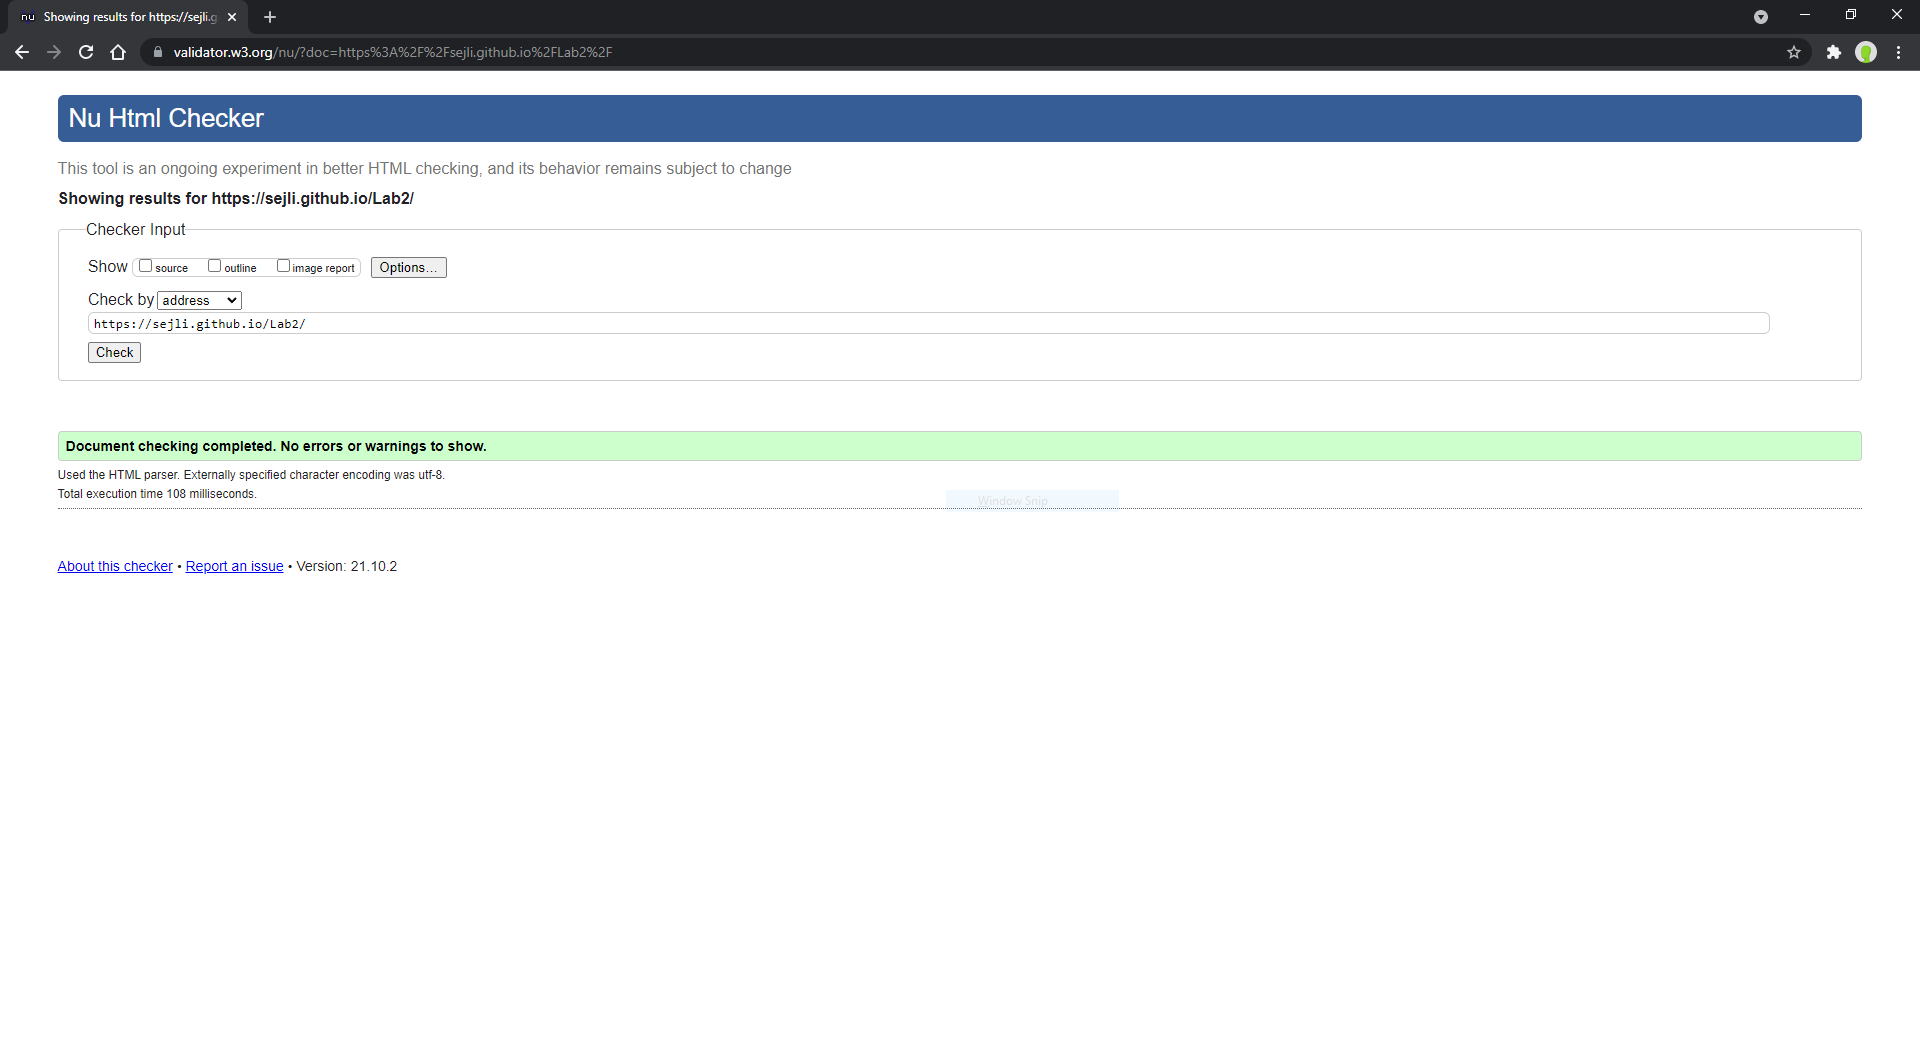 nu Showing results for https://sejli.g
validator.w3.org/nu/?doc=https%3A%2F%2Fsejli.github.io%2FLab2%2F
Nu Html Checker
This tool is an ongoing experiment in better HTML checking, and its behavior remains subject to change
Showing results for https://sejli.github.io/Lab2/
Checker Input
Show source outline image report Options...
Check by address
https://sejli.github.io/Lab2/
Check
Document checking completed. No errors or warnings to show.
Used the HTML parser. Externally specified character encoding was utf-8.
Total execution time 108 milliseconds.
Window Snip
About this checker • Report an issue • Version: 21.10.2